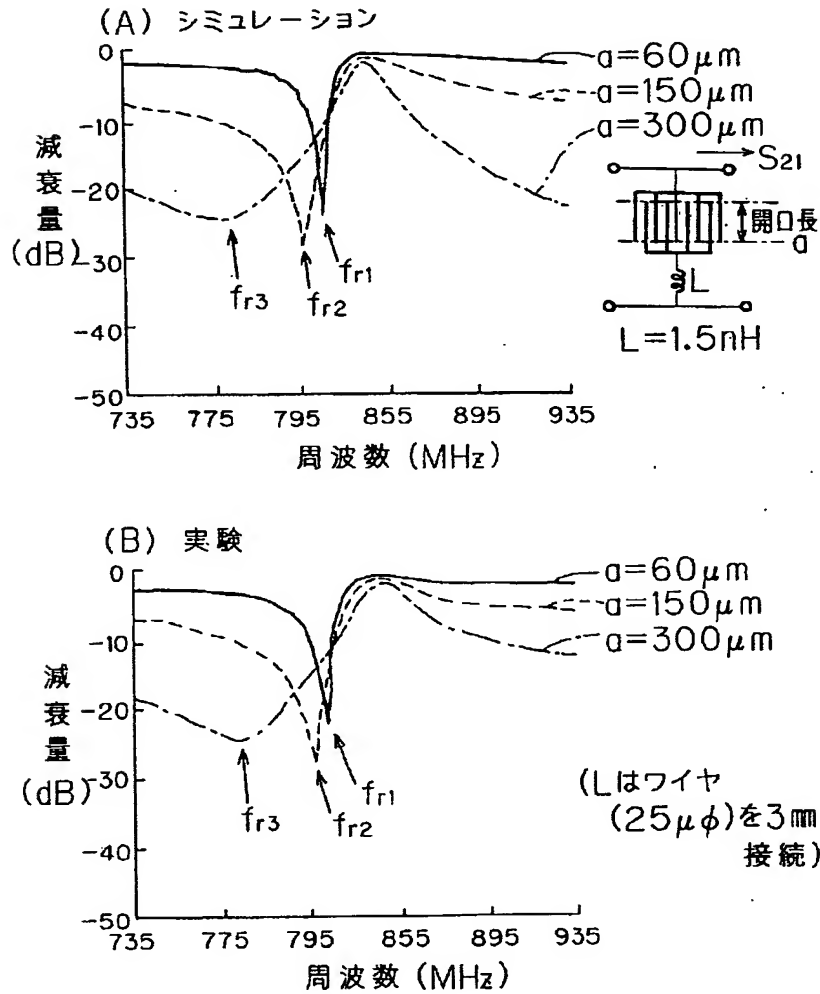 (A) シミュレーション
0
-10
-20
-30
-40
-50
減衰量
(dB)
735 775 795 855 895 935
周波数 (MHz)
a=60μm
a=150μm
a=300μm
S21
開口長
a
L
L=1.5nH
fr3
fr2
fr1
(B) 実験
0
-10
-20
-30
-40
-50
減衰量
(dB)
735 775 795 855 895 935
周波数 (MHz)
a=60μm
a=150μm
a=300μm
fr3
fr2
fr1
(Lはワイヤ
(25μφ)を3㎜
接続)